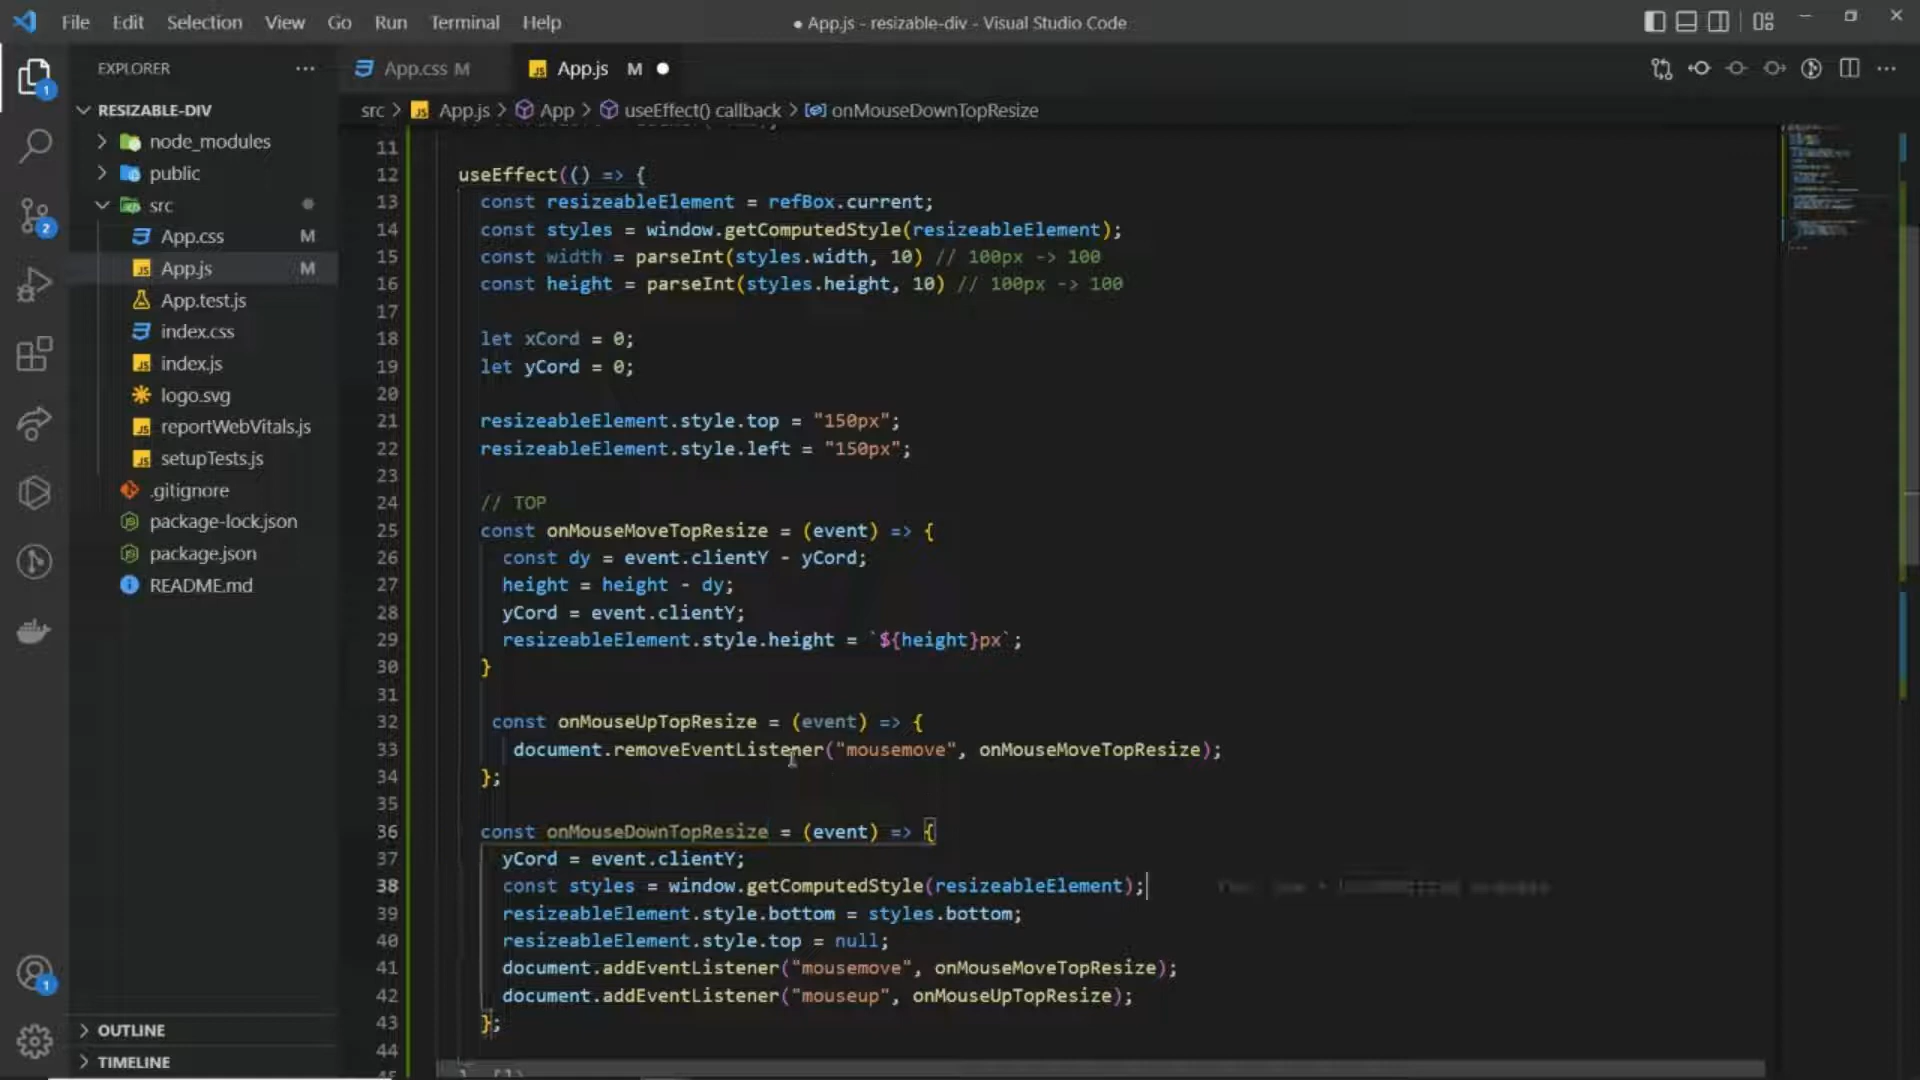 File Edit Selection View Go Run Terminal Help
● App.js - resizable-div - Visual Studio Code
EXPLORER
App.css M
App.js M
RESIZABLE-DIV
node_modules
public
src
App.css M
App.js M
App.test.js
index.css
index.js
logo.svg
reportWebVitals.js
setupTests.js
.gitignore
package-lock.json
package.json
README.md
OUTLINE
TIMELINE
1
2
1
src > App.js > App > useEffect() callback > onMouseDownTopResize
11
12 useEffect(() => {
13 const resizeableElement = refBox.current;
14 const styles = window.getComputedStyle(resizeableElement);
15 const width = parseInt(styles.width, 10) // 100px -> 100
16 const height = parseInt(styles.height, 10) // 100px -> 100
17
18 let xCord = 0;
19 let yCord = 0;
20
21 resizeableElement.style.top = "150px";
22 resizeableElement.style.left = "150px";
23
24 // TOP
25 const onMouseMoveTopResize = (event) => {
26 const dy = event.clientY - yCord;
27 height = height - dy;
28 yCord = event.clientY;
29 resizeableElement.style.height = `${height}px`;
30 }
31
32 const onMouseUpTopResize = (event) => {
33 document.removeEventListener("mousemove", onMouseMoveTopResize);
34 };
35
36 const onMouseDownTopResize = (event) => {
37 yCord = event.clientY;
38 const styles = window.getComputedStyle(resizeableElement);
39 resizeableElement.style.bottom = styles.bottom;
40 resizeableElement.style.top = null;
41 document.addEventListener("mousemove", onMouseMoveTopResize);
42 document.addEventListener("mouseup", onMouseUpTopResize);
43 };
44